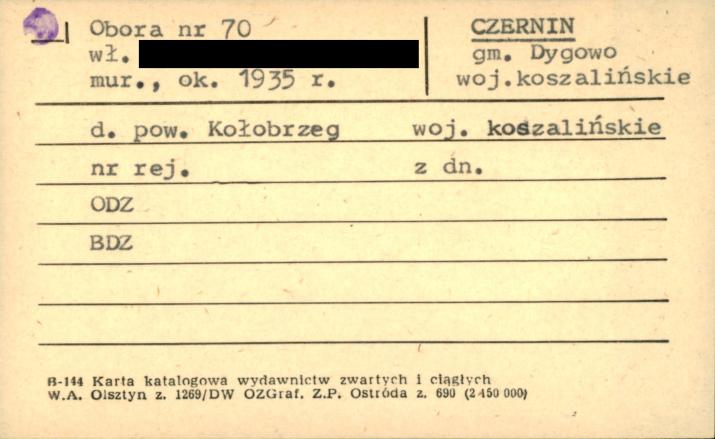 Obora nr 70
wł.
mur., ok. 1935 r.
CZERNIN
gm. Dygowo
woj.koszalińskie
d. pow. Kołobrzeg woj. koszalińskie
nr rej. z dn.
ODZ
BDZ
B-144 Karta katalogowa wydawnictw zwartych i ciągłych
W.A. Olsztyn z. 1269/DW OZGraf. Z.P. Ostróda z. 690 (2 450 000)